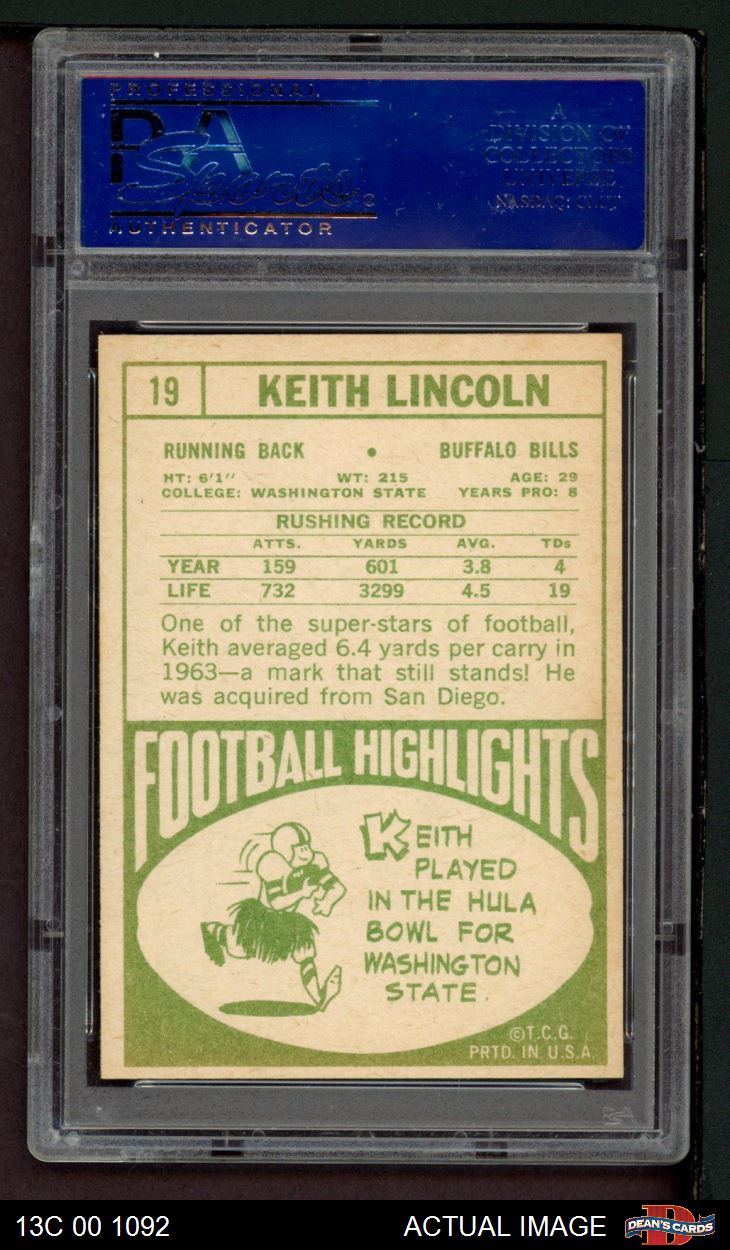 PROFESSIONAL
PSA
Sports ®
AUTHENTICATOR
A
DIVISION OF
COLLECTORS
UNIVERSE
NASDAQ: CLCT
19 KEITH LINCOLN
RUNNING BACK • BUFFALO BILLS
HT: 6'1" WT: 215 AGE: 29
COLLEGE: WASHINGTON STATE YEARS PRO: 8
RUSHING RECORD
ATTS. YARDS AVG. TDs
YEAR 159 601 3.8 4
LIFE 732 3299 4.5 19
One of the super-stars of football,
Keith averaged 6.4 yards per carry in
1963—a mark that still stands! He
was acquired from San Diego.
FOOTBALL HIGHLIGHTS
KEITH
PLAYED
IN THE HULA
BOWL FOR
WASHINGTON
STATE.
©T.C.G.
PRTD. IN U.S.A.
PSA
13C 00 1092 ACTUAL IMAGE DEAN'S CARDS